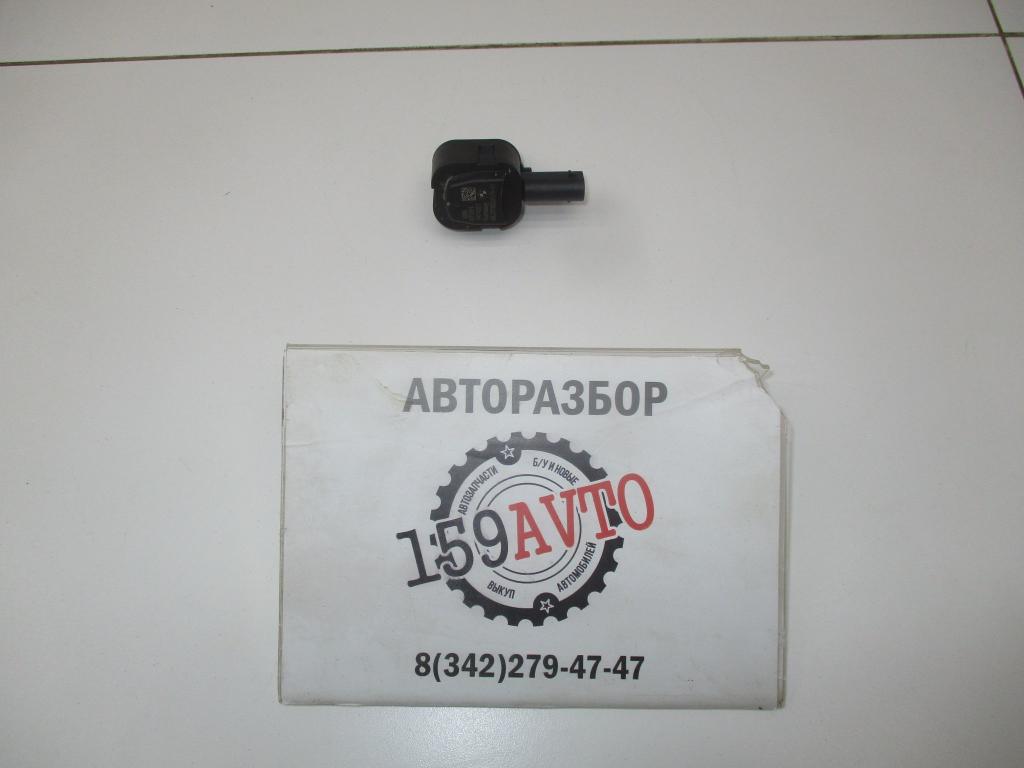 АВТОРАЗБОР
АВТОЗАПЧАСТИ
Б/У И НОВЫЕ
159AVTO
ВЫКУП
АВТОМОБИЛЕЙ
8(342)279-47-47